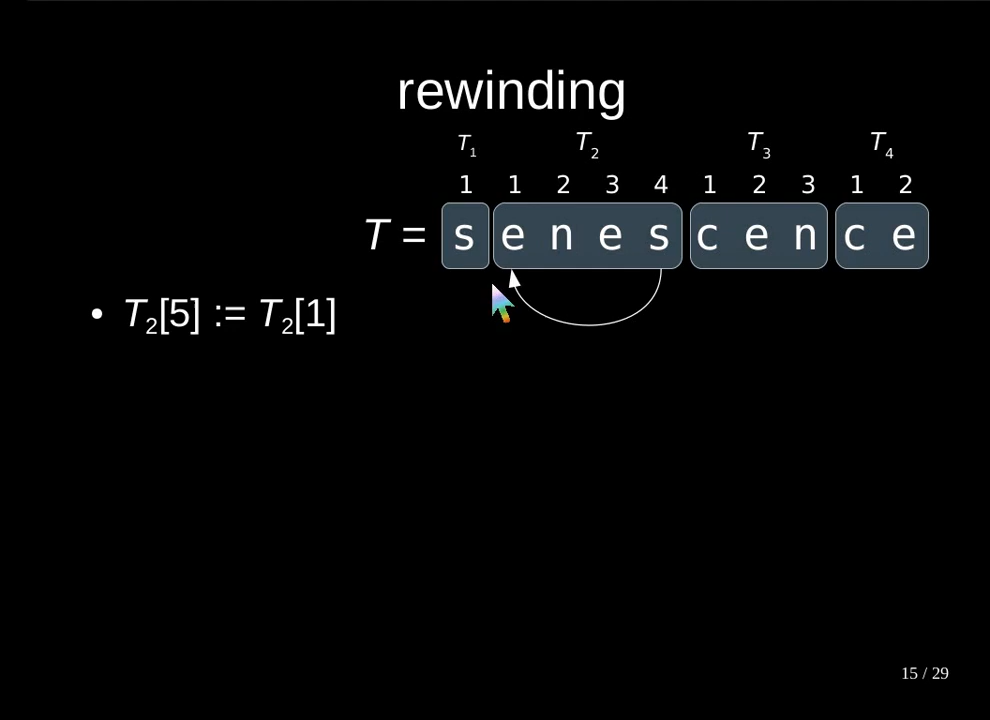 rewinding
T1 T2 T3 T4
1 1 2 3 4 1 2 3 1 2
T = s e n e s c e n c e
• T2[5] := T2[1]
15 / 29